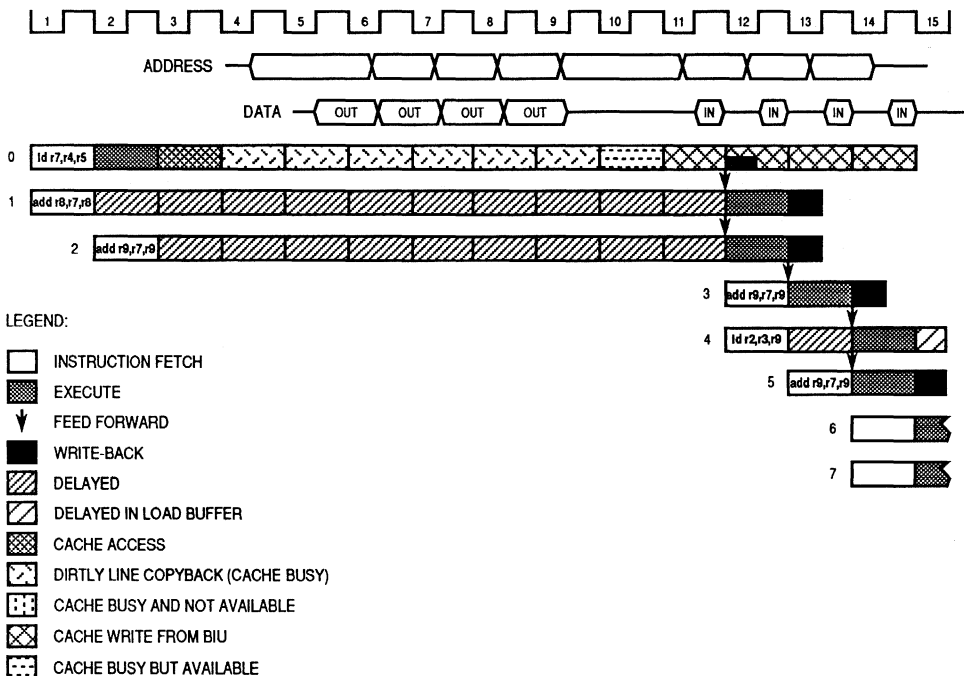 1 2 3 4 5 6 7 8 9 10 11 12 13 14 15
ADDRESS
DATA OUT OUT OUT OUT IN IN IN IN
0 ld r7,r4,r5
1 add r8,r7,r8
2 add r9,r7,r9
3 add r9,r7,r9
LEGEND:
4 ld r2,r3,r9
INSTRUCTION FETCH
5 add r9,r7,r9
EXECUTE
FEED FORWARD
6
WRITE-BACK
7
DELAYED
DELAYED IN LOAD BUFFER
CACHE ACCESS
DIRTLY LINE COPYBACK (CACHE BUSY)
CACHE BUSY AND NOT AVAILABLE
CACHE WRITE FROM BIU
CACHE BUSY BUT AVAILABLE